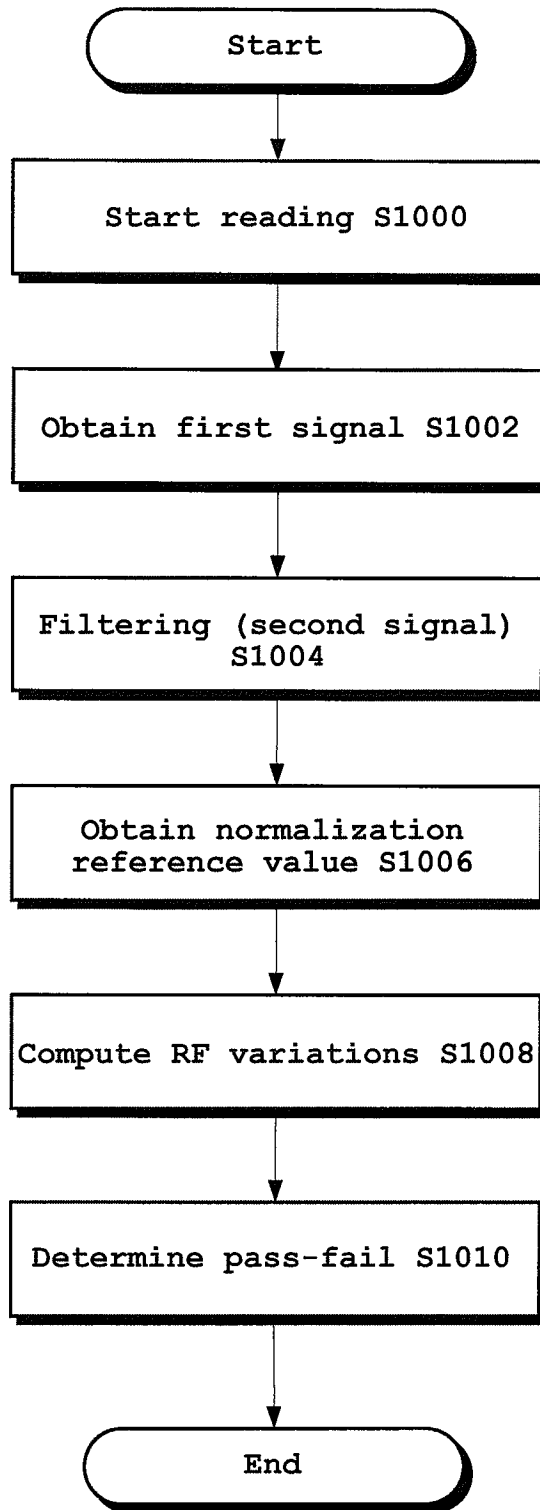 Start
Start reading S1000
Obtain first signal S1002
Filtering (second signal)
S1004
Obtain normalization
reference value S1006
Compute RF variations S1008
Determine pass-fail S1010
End